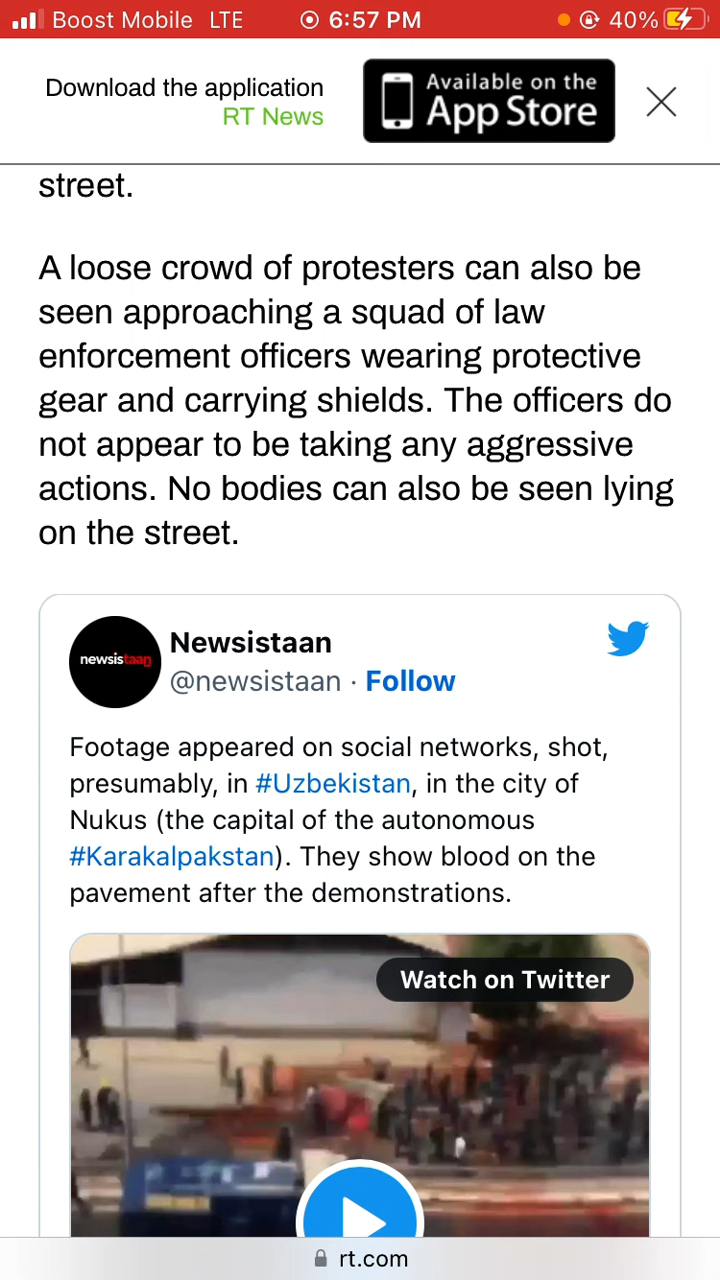 Boost Mobile LTE 6:57 PM 40%
Download the application
RT News
Available on the
App Store
street.
A loose crowd of protesters can also be
seen approaching a squad of law
enforcement officers wearing protective
gear and carrying shields. The officers do
not appear to be taking any aggressive
actions. No bodies can also be seen lying
on the street.
newsistaan
Newsistaan
@newsistaan · Follow
Footage appeared on social networks, shot,
presumably, in #Uzbekistan, in the city of
Nukus (the capital of the autonomous
#Karakalpakstan). They show blood on the
pavement after the demonstrations.
Watch on Twitter
rt.com